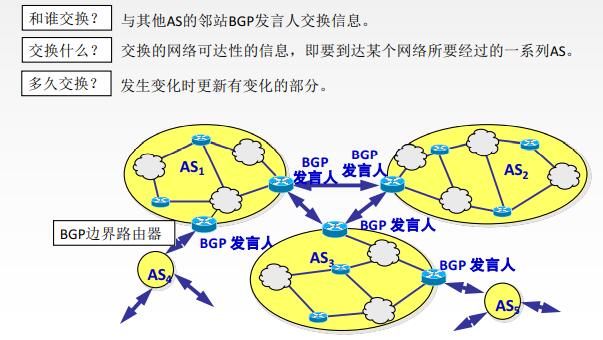 和谁交换？ 与其他AS的邻站BGP发言人交换信息。
交换什么？ 交换的网络可达性的信息，即要到达某个网络所要经过的一系列AS。
多久交换？ 发生变化时更新有变化的部分。
BGP
发言人
BGP
发言人
AS1
AS2
BGP边界路由器
BGP 发言人
BGP 发言人
AS3
BGP 发言人
AS4
AS5